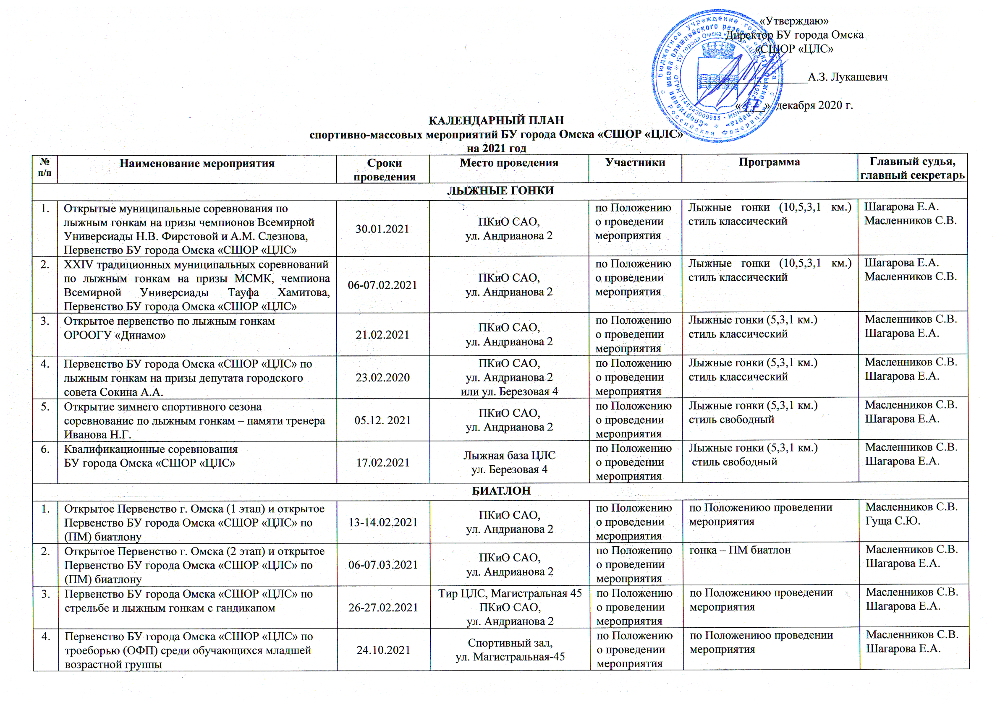 «Утверждаю»
Директор БУ города Омска
«СШОР «ЦЛС»
А.З. Лукашевич
«17» декабря 2020 г.
КАЛЕНДАРНЫЙ ПЛАН
спортивно-массовых мероприятий БУ города Омска «СШОР «ЦЛС»
на 2021 год
№ п/п
Наименование мероприятия
Сроки проведения
Место проведения
Участники
Программа
Главный судья, главный секретарь
ЛЫЖНЫЕ ГОНКИ
1.
Открытые муниципальные соревнования по
лыжным гонкам на призы чемпионов Всемирной
Универсиады Н.В. Фирстовой и А.М. Слезнова,
Первенство БУ города Омска «СШОР «ЦЛС»
30.01.2021
ПКиО САО,
ул. Андрианова 2
по Положению
о проведении
мероприятия
Лыжные гонки (10,5,3,1 км.)
стиль классический
Шагарова Е.А.
Масленников С.В.
2.
XXIV традиционных муниципальных соревнований
по лыжным гонкам на призы МСМК, чемпиона
Всемирной Универсиады Тауфа Хамитова,
Первенство БУ города Омска «СШОР «ЦЛС»
06-07.02.2021
ПКиО САО,
ул. Андрианова 2
по Положению
о проведении
мероприятия
Лыжные гонки (10,5,3,1 км.)
стиль классический
Шагарова Е.А.
Масленников С.В.
3.
Открытое первенство по лыжным гонкам
ОРООГУ «Динамо»
21.02.2021
ПКиО САО,
ул. Андрианова 2
по Положению
о проведении
мероприятия
Лыжные гонки (5,3,1 км.)
стиль классический
Масленников С.В.
Шагарова Е.А.
4.
Первенство БУ города Омска «СШОР «ЦЛС» по
лыжным гонкам на призы депутата городского
совета Сокина А.А.
23.02.2020
ПКиО САО,
ул. Андрианова 2
или ул. Березовая 4
по Положению
о проведении
мероприятия
Лыжные гонки (5,3,1 км.)
стиль классический
Масленников С.В.
Шагарова Е.А.
5.
Открытие зимнего спортивного сезона
соревнование по лыжным гонкам – памяти тренера
Иванова Н.Г.
05.12. 2021
ПКиО САО,
ул. Андрианова 2
по Положению
о проведении
мероприятия
Лыжные гонки (5,3,1 км.)
стиль свободный
Масленников С.В.
Шагарова Е.А.
6.
Квалификационные соревнования
БУ города Омска «СШОР «ЦЛС»
17.02.2021
Лыжная база ЦЛС
ул. Березовая 4
по Положению
о проведении
мероприятия
Лыжные гонки (5,3,1 км.)
стиль свободный
Масленников С.В.
Шагарова Е.А.
БИАТЛОН
1.
Открытое Первенство г. Омска (1 этап) и открытое
Первенство БУ города Омска «СШОР «ЦЛС» по
(ПМ) биатлону
13-14.02.2021
ПКиО САО,
ул. Андрианова 2
по Положению
о проведении
мероприятия
по Положениюо проведении
мероприятия
Масленников С.В.
Гуща С.Ю.
2.
Открытое Первенство г. Омска (2 этап) и открытое
Первенство БУ города Омска «СШОР «ЦЛС» по
(ПМ) биатлону
06-07.03.2021
ПКиО САО,
ул. Андрианова 2
по Положению
о проведении
мероприятия
гонка – ПМ биатлон
Масленников С.В.
Шагарова Е.А.
3.
Первенство БУ города Омска «СШОР «ЦЛС» по
стрельбе и лыжным гонкам с гандикапом
26-27.02.2021
Тир ЦЛС, Магистральная 45
ПКиО САО,
ул. Андрианова 2
по Положению
о проведении
мероприятия
по Положениюо проведении
мероприятия
Масленников С.В.
Шагарова Е.А.
4.
Первенство БУ города Омска «СШОР «ЦЛС» по
троеборью (ОФП) среди обучающихся младшей
возрастной группы
24.10.2021
Спортивный зал,
ул. Магистральная-45
по Положению
о проведении
мероприятия
по Положениюо проведении
мероприятия
Масленников С.В.
Шагарова Е.А.